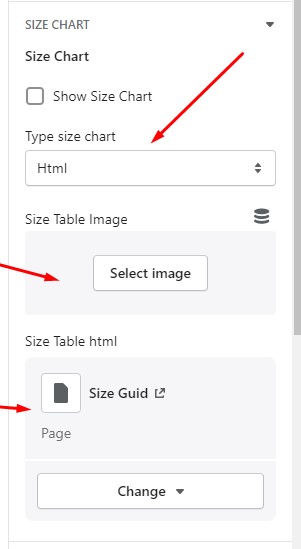 SIZE CHART
Size Chart
Show Size Chart
Type size chart
Html
Size Table Image
Select image
Size Table html
Size Guid
Page
Change